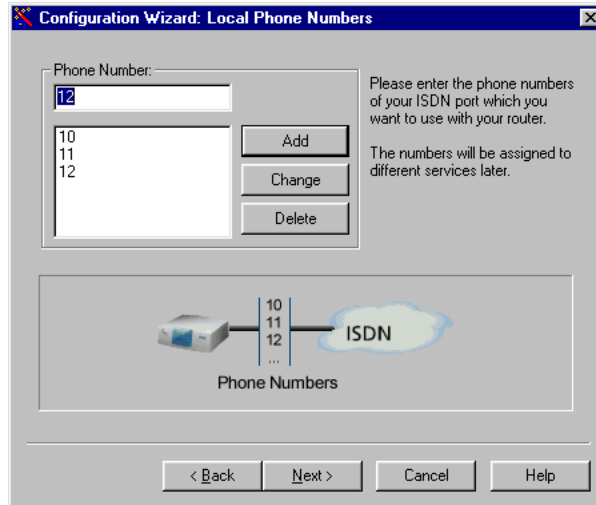 Configuration Wizard: Local Phone Numbers
Phone Number:
12
10
11
12
Add
Change
Delete
Please enter the phone numbers
of your ISDN port which you
want to use with your router.
The numbers will be assigned to
different services later.
10
11
12
...
ISDN
Phone Numbers
< Back
Next >
Cancel
Help